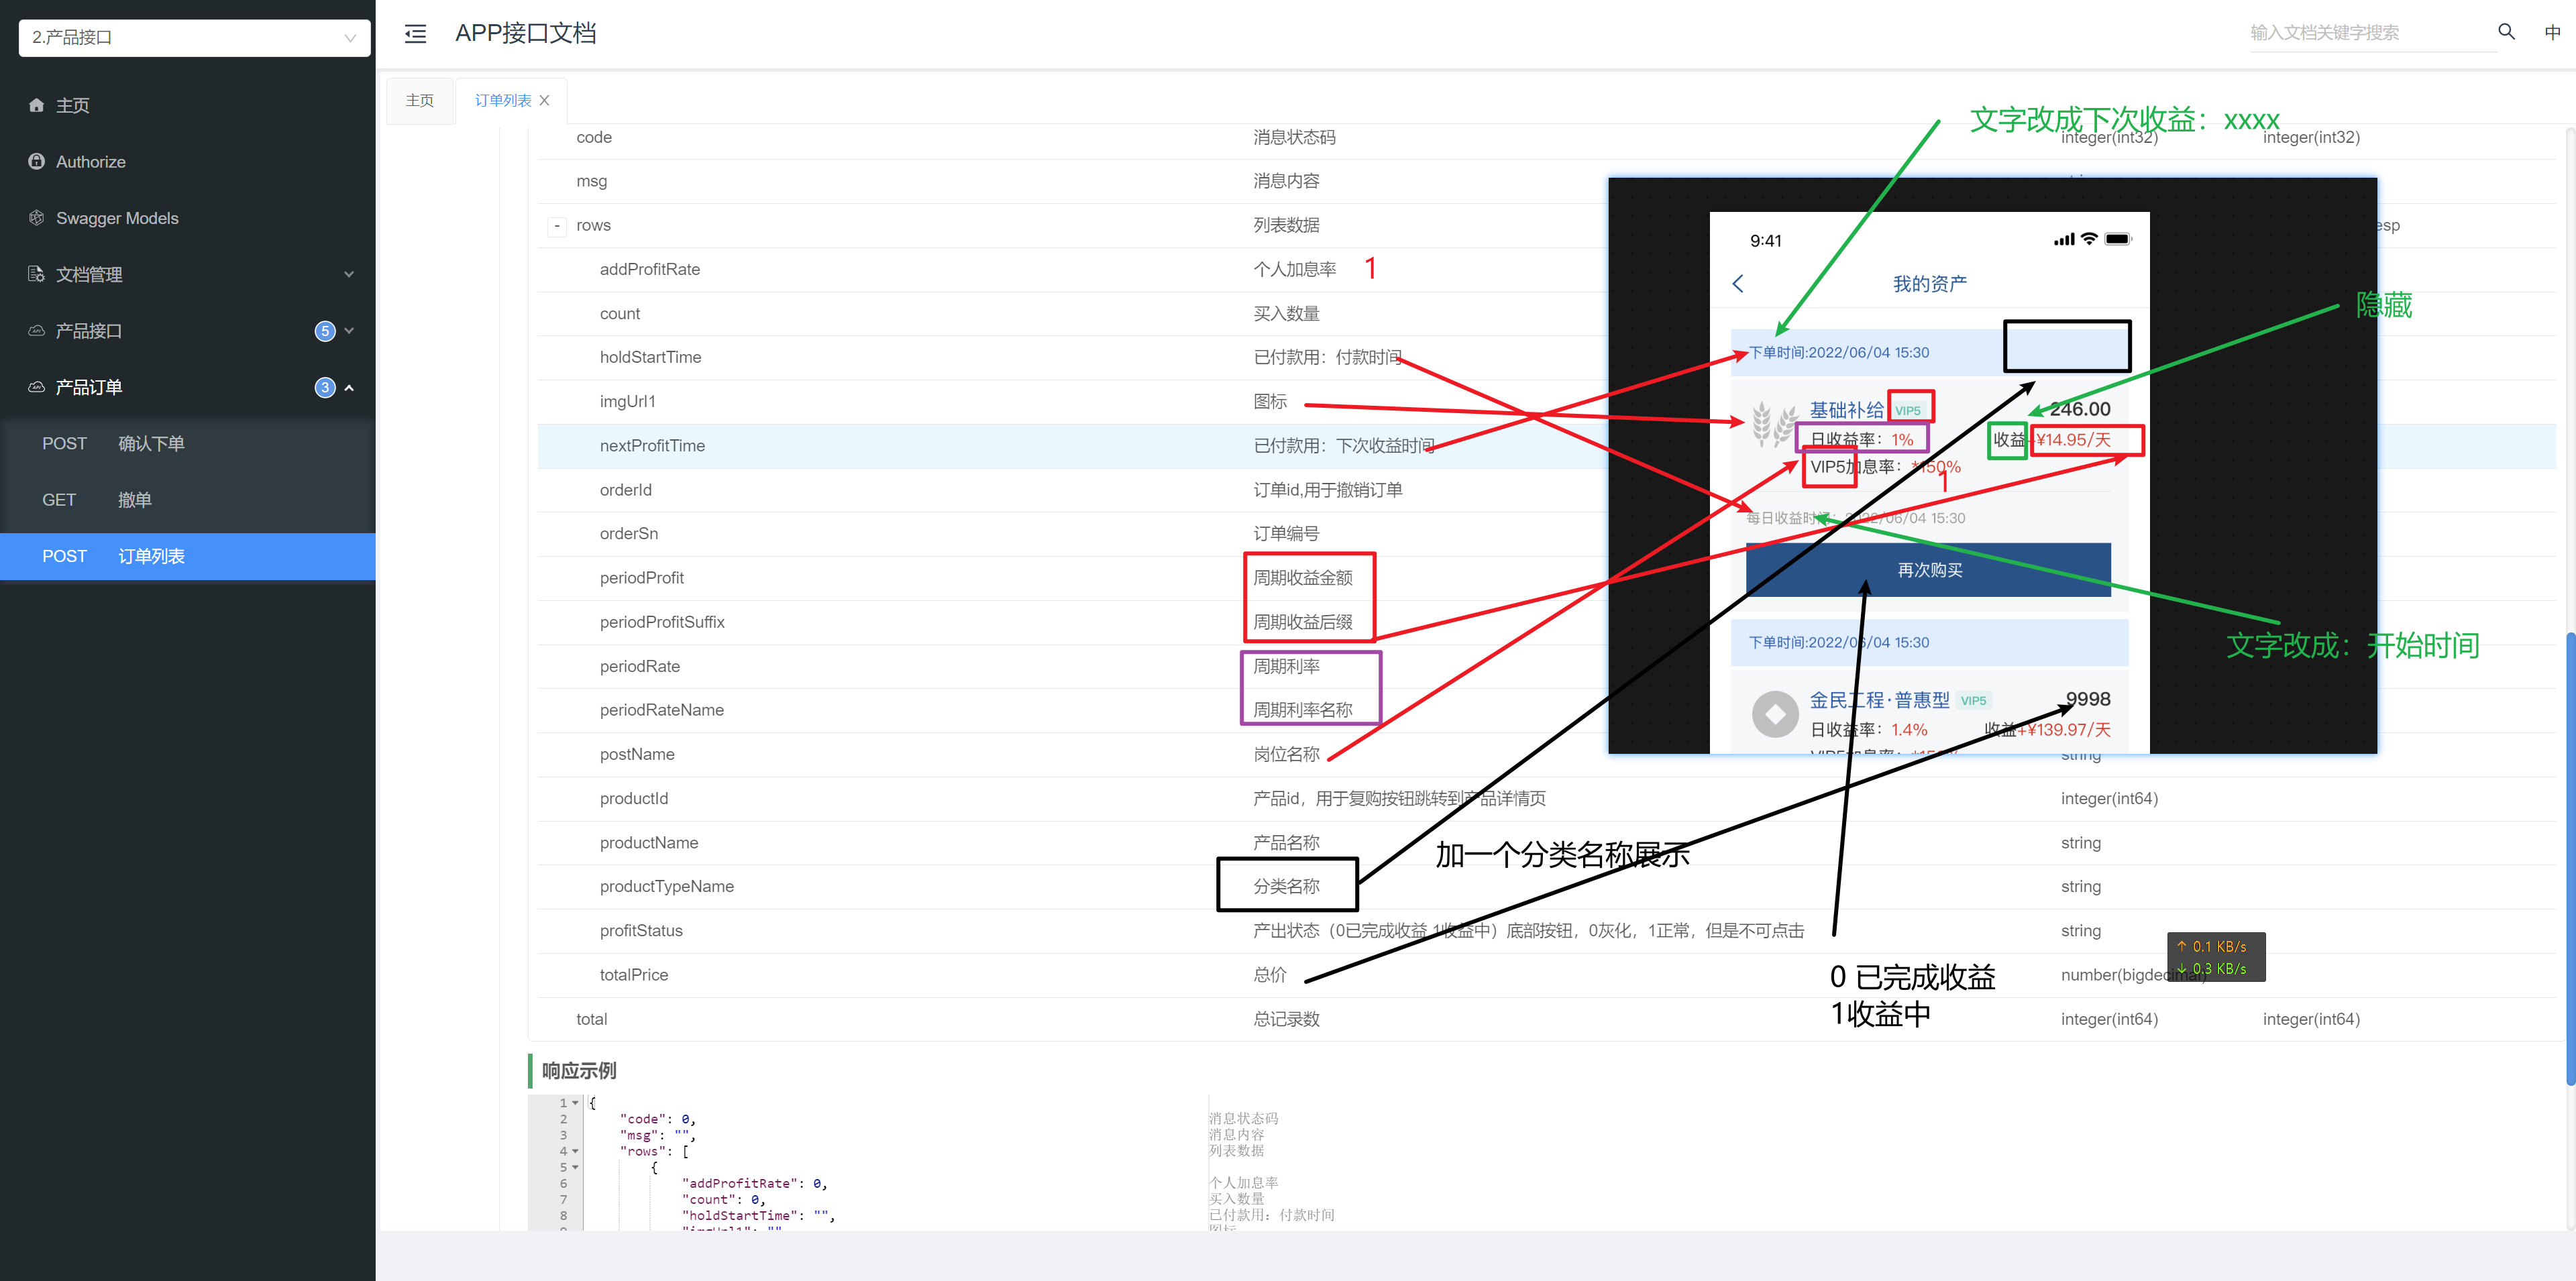 2.产品接口
APP接口文档
输入文档关键字搜索
中
主页
Authorize
Swagger Models
文档管理
产品接口
5
产品订单
3
POST 确认下单
GET 撤单
POST 订单列表
主页
订单列表
code 消息状态码 integer(int32) integer(int32)
msg 消息内容
- rows 列表数据 esp
addProfitRate 个人加息率 1
count 买入数量
holdStartTime 已付款用：付款时间
imgUrl1 图标
nextProfitTime 已付款用：下次收益时间
orderId 订单id,用于撤销订单
orderSn 订单编号
periodProfit 周期收益金额
periodProfitSuffix 周期收益后缀
periodRate 周期利率
periodRateName 周期利率名称
postName 岗位名称 string
productId 产品id，用于复购按钮跳转到产品详情页 integer(int64)
productName 产品名称 string
productTypeName 分类名称 string
profitStatus 产出状态（0已完成收益 1收益中）底部按钮，0灰化，1正常，但是不可点击 string
totalPrice 总价 number(bigdecimal)
total 总记录数 integer(int64) integer(int64)
文字改成下次收益：xxxx
9:41
我的资产
隐藏
下单时间:2022/06/04 15:30
基础补给 VIP5 246.00
日收益率：1% 收益+¥14.95/天
VIP5加息率：*150%
1
每日收益时间：2022/06/04 15:30
再次购买
文字改成：开始时间
下单时间:2022/06/04 15:30
金民工程·普惠型 VIP5 9998
日收益率：1.4% 收益+¥139.97/天
加一个分类名称展示
0 已完成收益
1收益中
↑ 0.1 KB/s
↓ 0.3 KB/s
响应示例
1 {
2 "code": 0, 消息状态码
3 "msg": "", 消息内容
4 "rows": [ 列表数据
5 {
6 "addProfitRate": 0, 个人加息率
7 "count": 0, 买入数量
8 "holdStartTime": "", 已付款用：付款时间